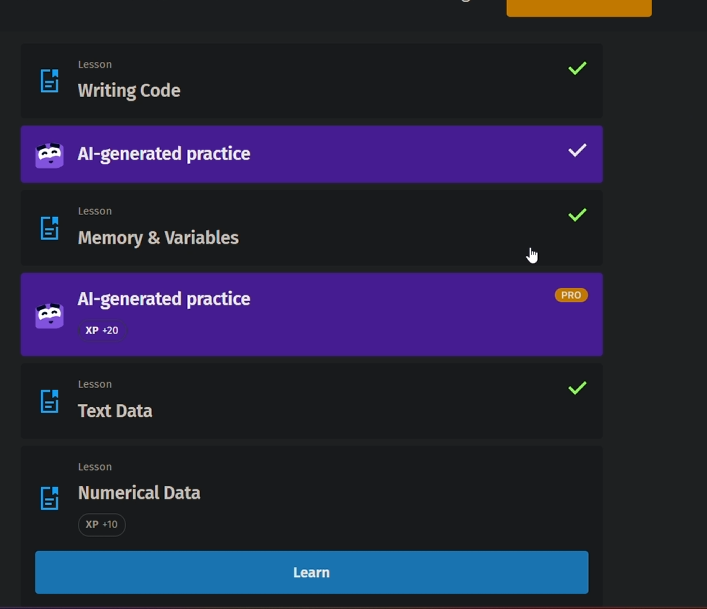 Lesson
Writing Code
AI-generated practice
Lesson
Memory & Variables
AI-generated practice
PRO
XP +20
Lesson
Text Data
Lesson
Numerical Data
XP +10
Learn